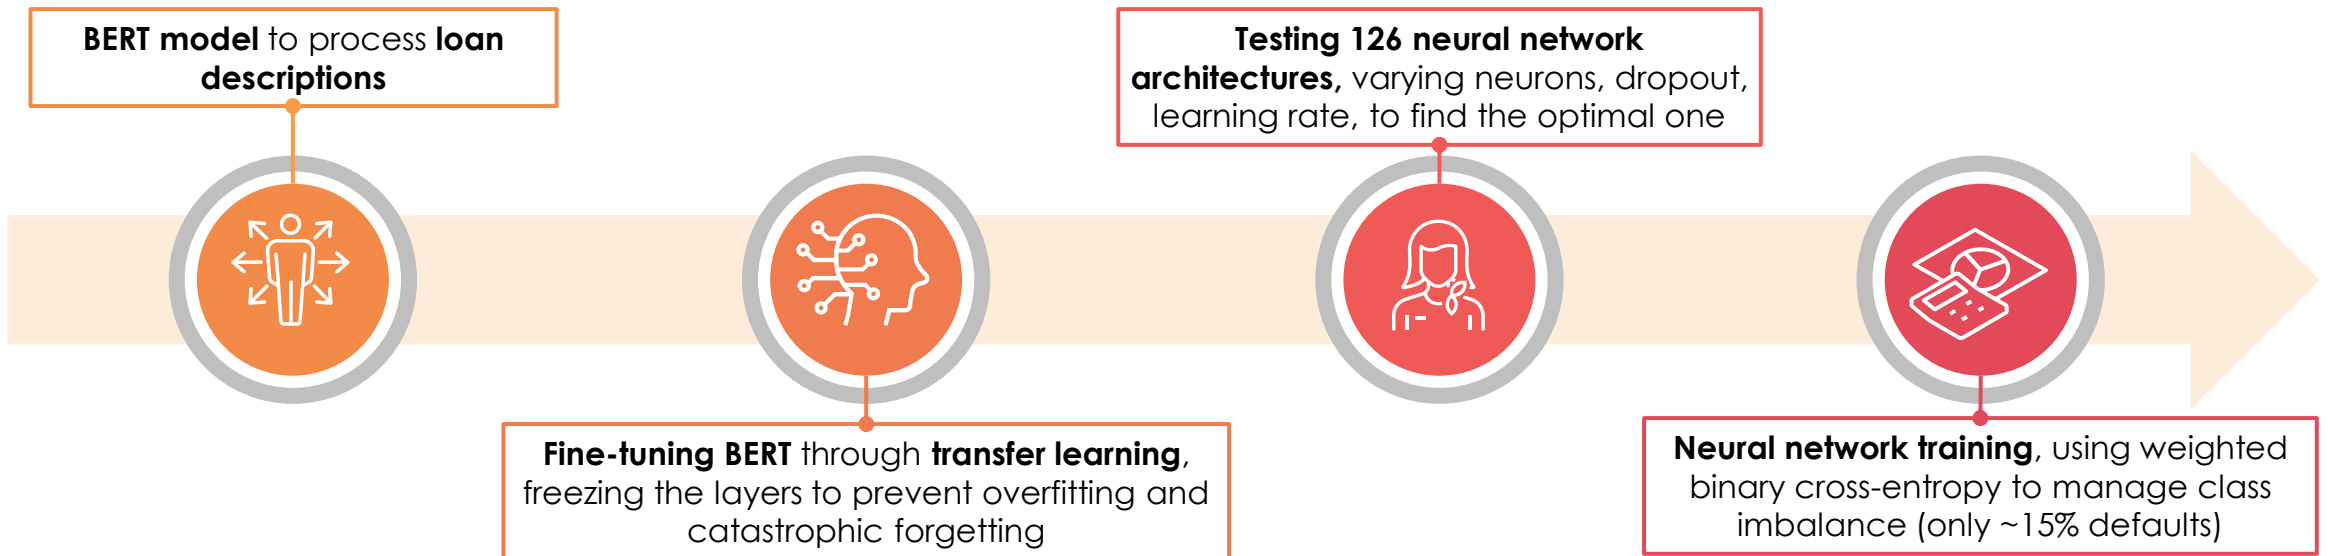 BERT model to process loan
descriptions
Fine-tuning BERT through transfer learning,
freezing the layers to prevent overfitting and
catastrophic forgetting
Testing 126 neural network
architectures, varying neurons, dropout,
learning rate, to find the optimal one
Neural network training, using weighted
binary cross-entropy to manage class
imbalance (only ~15% defaults)